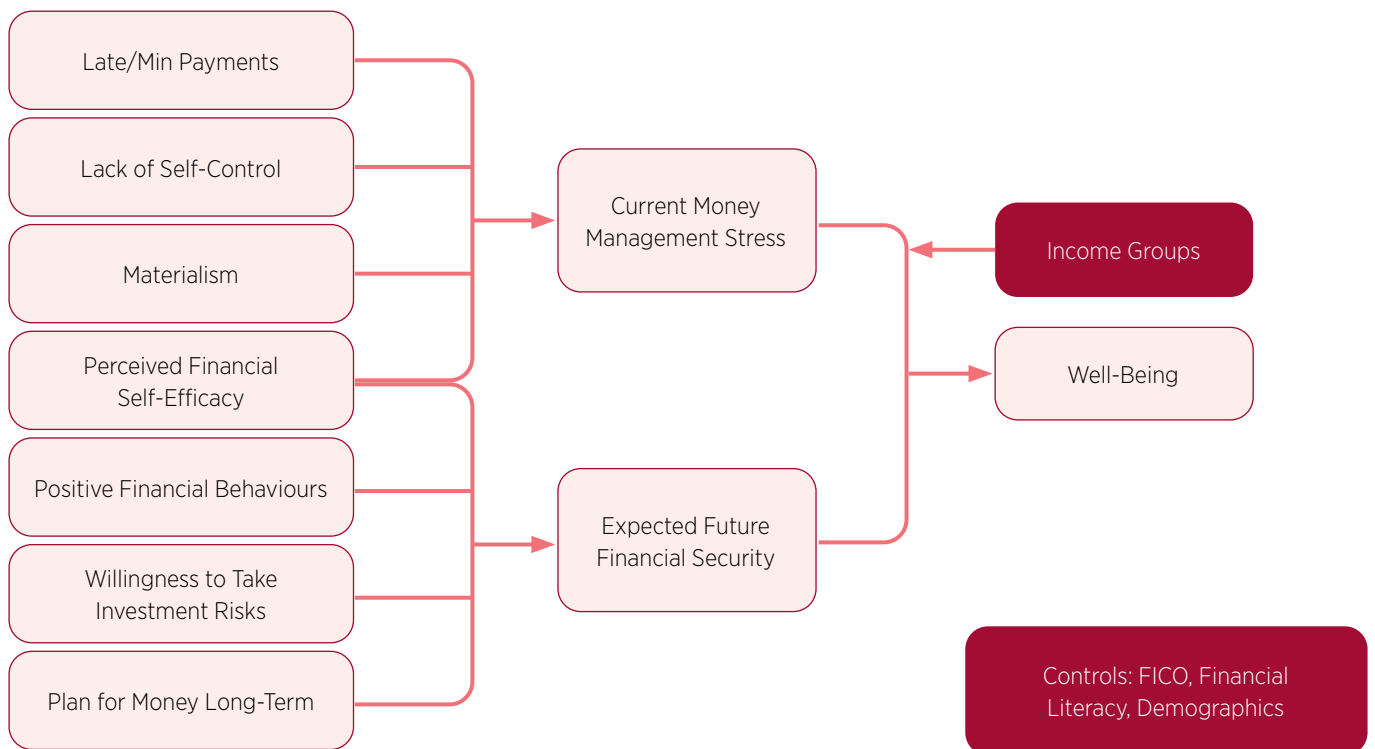 Late/Min Payments
Lack of Self-Control
Materialism
Perceived Financial
Self-Efficacy
Positive Financial Behaviours
Willingness to Take
Investment Risks
Plan for Money Long-Term
Current Money
Management Stress
Expected Future
Financial Security
Income Groups
Well-Being
Controls: FICO, Financial
Literacy, Demographics